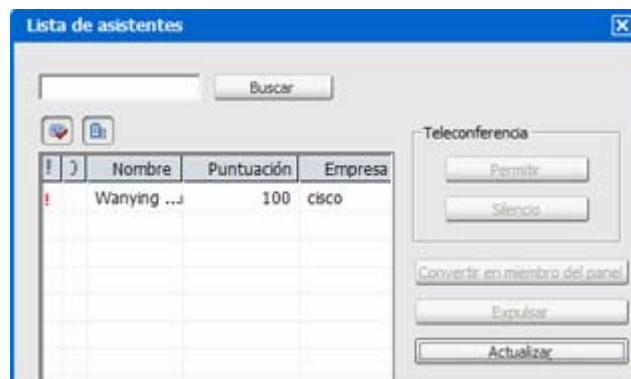 Lista de asistentes
Buscar
Teleconferencia
Permitir
Silencio
! Nombre Puntuación Empresa
! Wanying ... 100 cisco
Convertir en miembro del panel
Expulsar
Actualizar